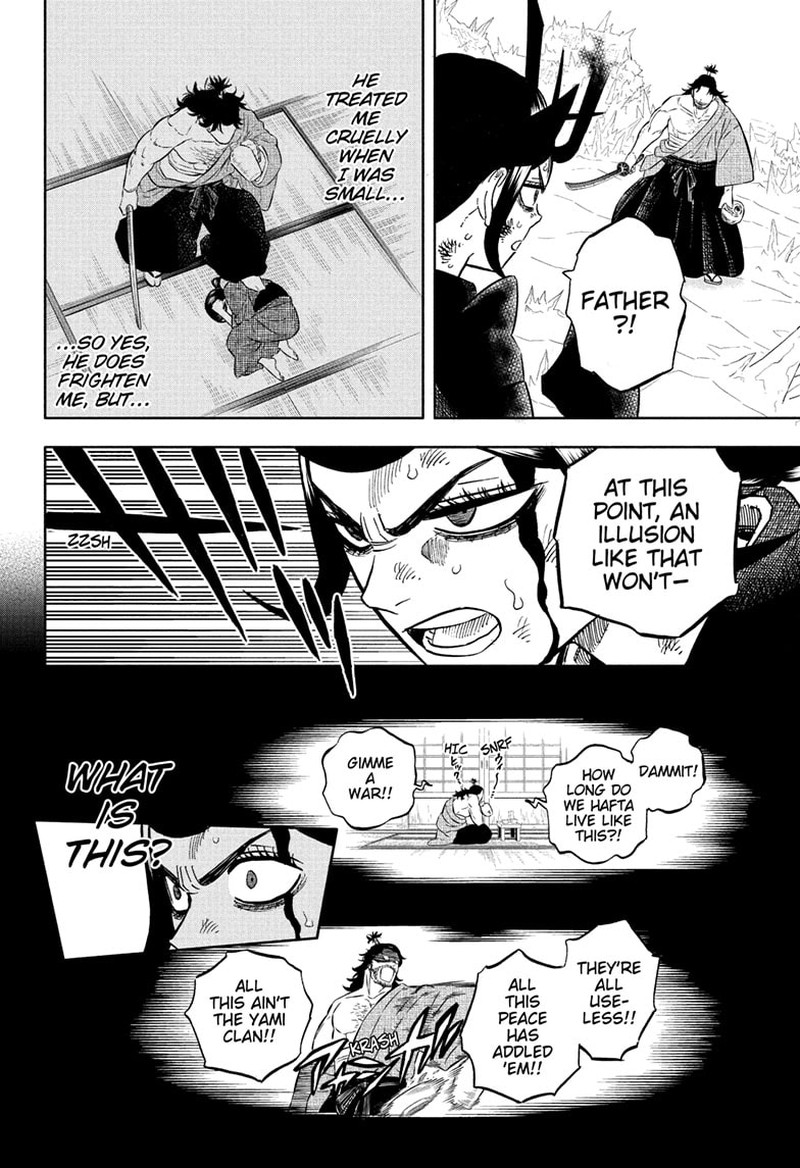 FATHER
?!
HE
TREATED
ME
CRUELLY
WHEN
I WAS
SMALL...
...SO YES,
HE DOES
FRIGHTEN
ME, BUT...
AT THIS
POINT, AN
ILLUSION
LIKE THAT
WON'T—
ZZSH
DAMMIT!
HOW
LONG DO
WE HAFTA
LIVE LIKE
THIS?!
SNRF
HIC
ヒッ
GIMME
A
WAR!!
WHAT
IS
THIS?
THEY'RE
ALL
USE-
LESS!!
ALL
THIS
PEACE
HAS
ADDLED
'EM!!
KRASH
ALL
THIS AIN'T
THE YAMI
CLAN!!